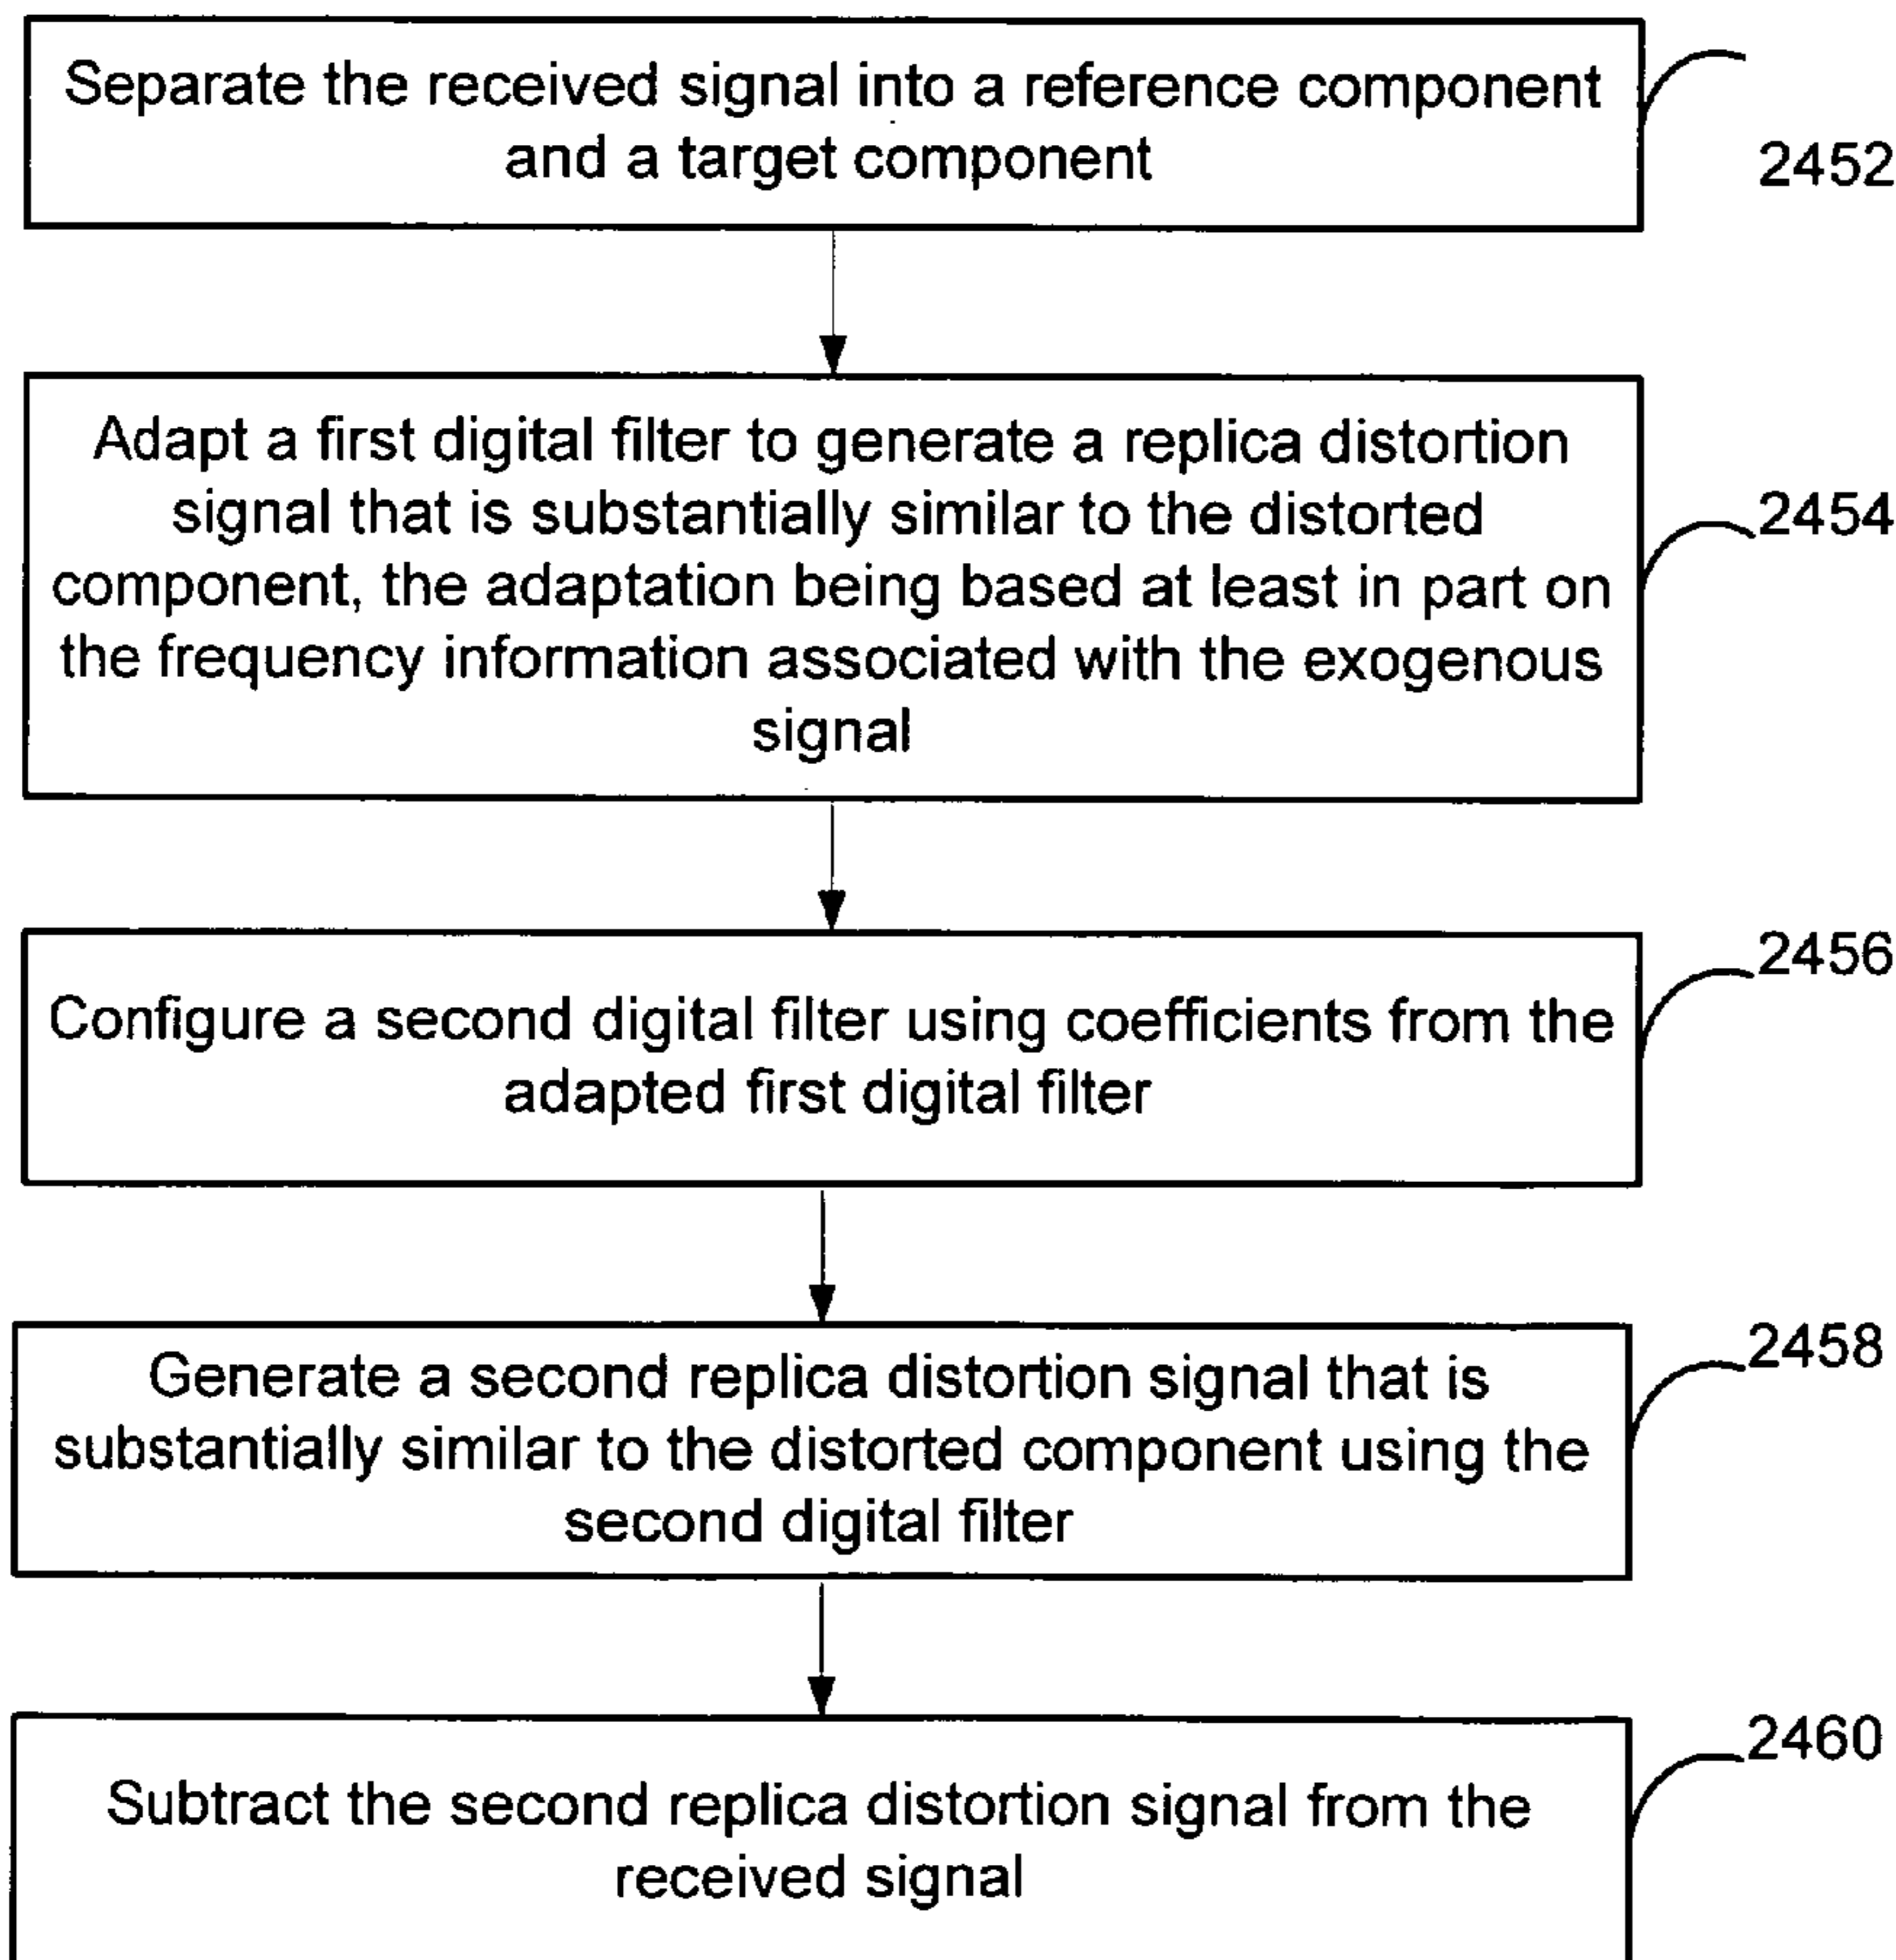 Separate the received signal into a reference component
and a target component
2452
Adapt a first digital filter to generate a replica distortion
signal that is substantially similar to the distorted
component, the adaptation being based at least in part on
the frequency information associated with the exogenous
signal
2454
Configure a second digital filter using coefficients from the
adapted first digital filter
2456
Generate a second replica distortion signal that is
substantially similar to the distorted component using the
second digital filter
2458
Subtract the second replica distortion signal from the
received signal
2460